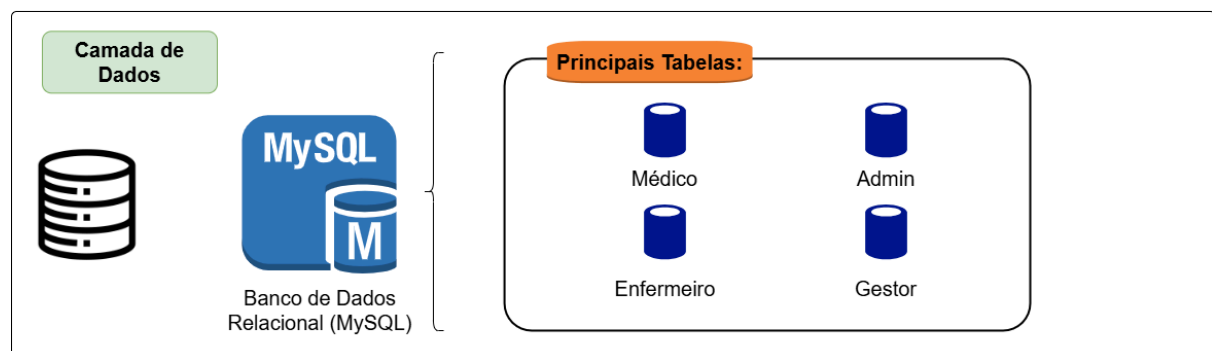 Camada de
Dados
Principais Tabelas:
MySQL
M
Médico
Admin
Enfermeiro
Gestor
Banco de Dados
Relacional (MySQL)